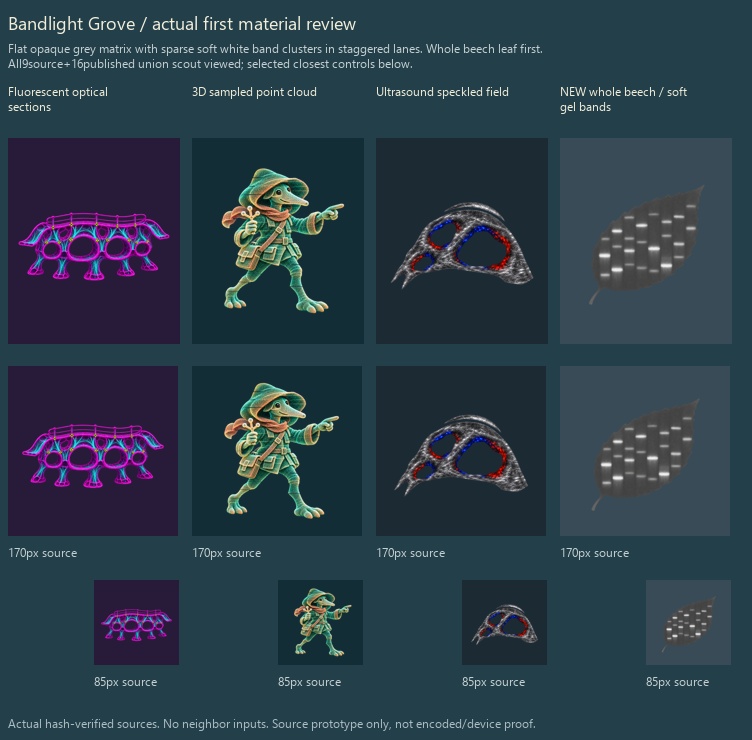 Bandlight Grove / actual first material review
Flat opaque grey matrix with sparse soft white band clusters in staggered lanes. Whole beech leaf first.
All9source+16published union scout viewed; selected closest controls below.
Fluorescent optical
sections
3D sampled point cloud
Ultrasound speckled field
NEW whole beech / soft
gel bands
170px source
170px source
170px source
170px source
85px source
85px source
85px source
85px source
Actual hash-verified sources. No neighbor inputs. Source prototype only, not encoded/device proof.